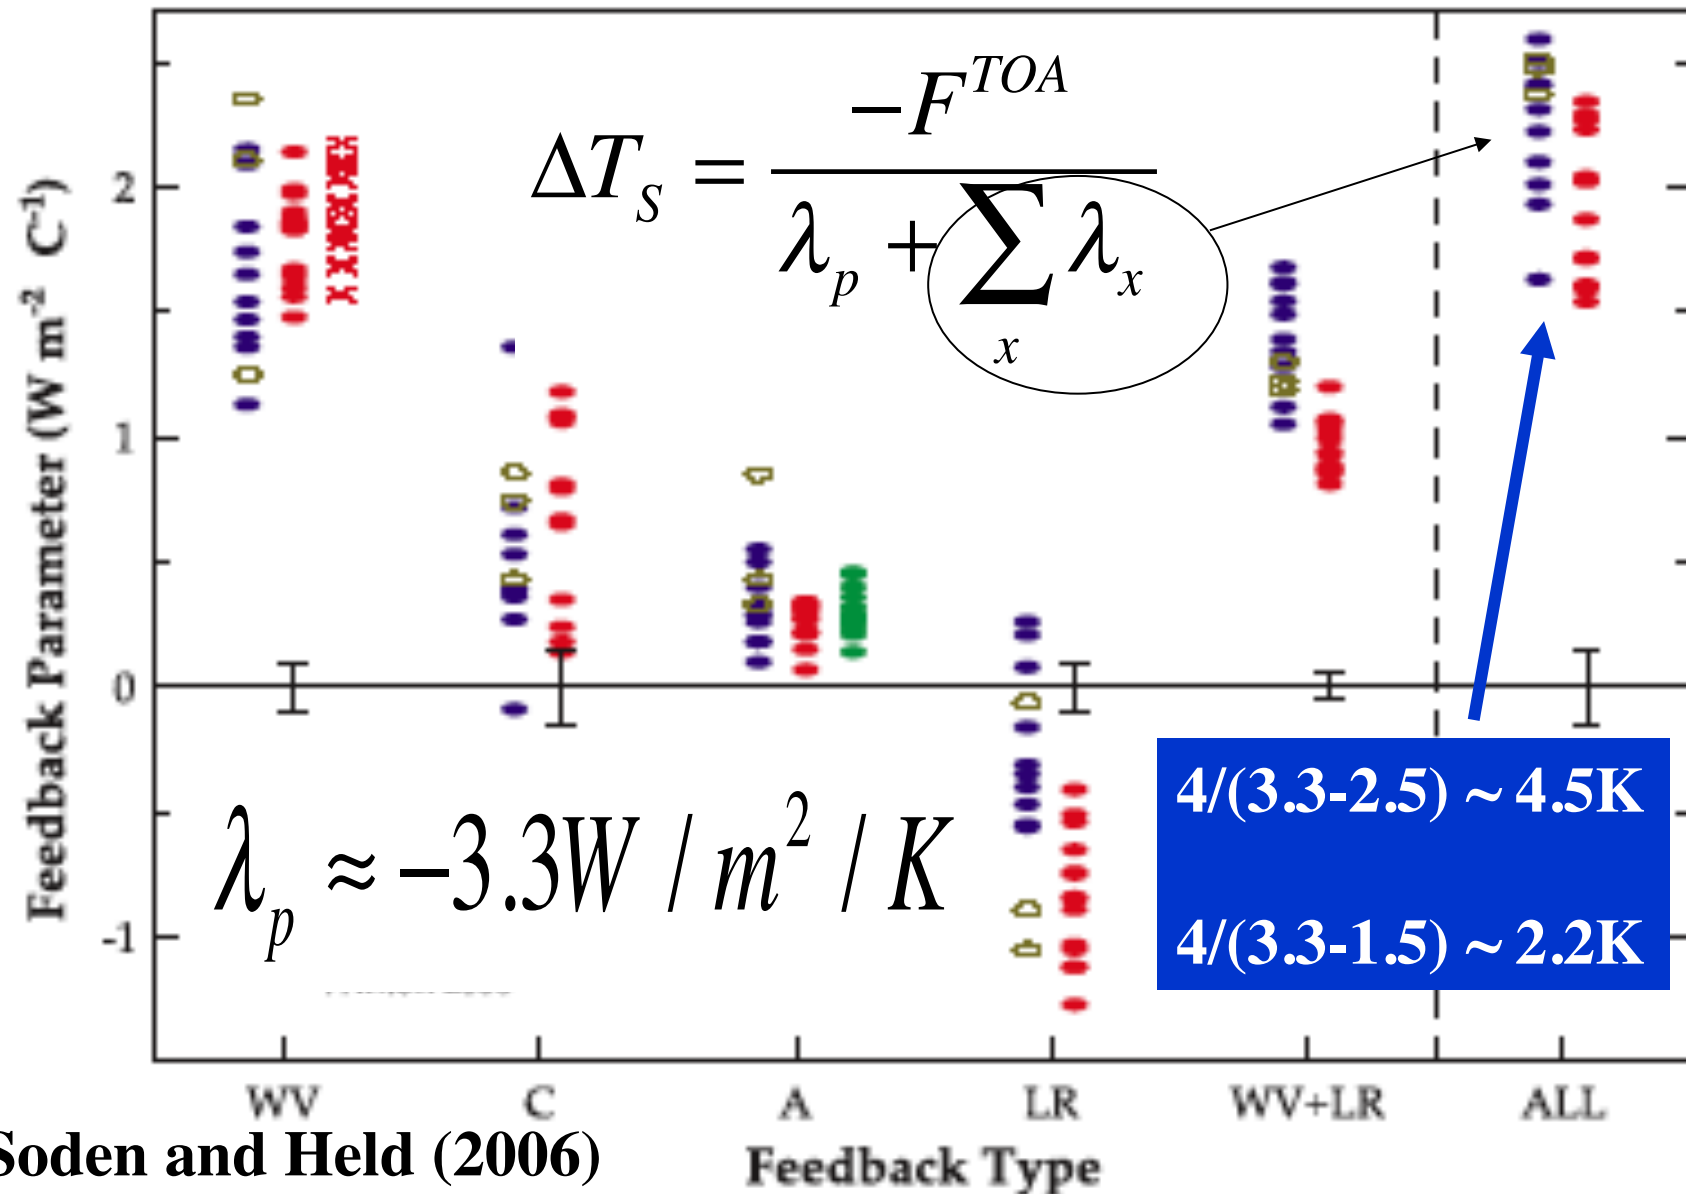 Feedback Parameter (W m⁻² C⁻¹)
2
1
0
-1
ΔT_S = −F^TOA / (λ_p + ∑_x λ_x)
λ_p ≈ −3.3W / m² / K
4/(3.3-2.5) ~ 4.5K
4/(3.3-1.5) ~ 2.2K
WV C A LR WV+LR ALL
Soden and Held (2006)
Feedback Type